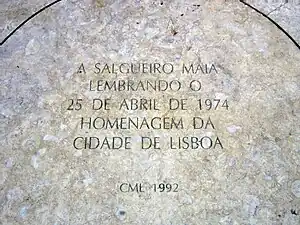 A SALGUEIRO MAIA
LEMBRANDO O
25 DE ABRIL DE 1974
HOMENAGEM DA
CIDADE DE LISBOA
CML 1992